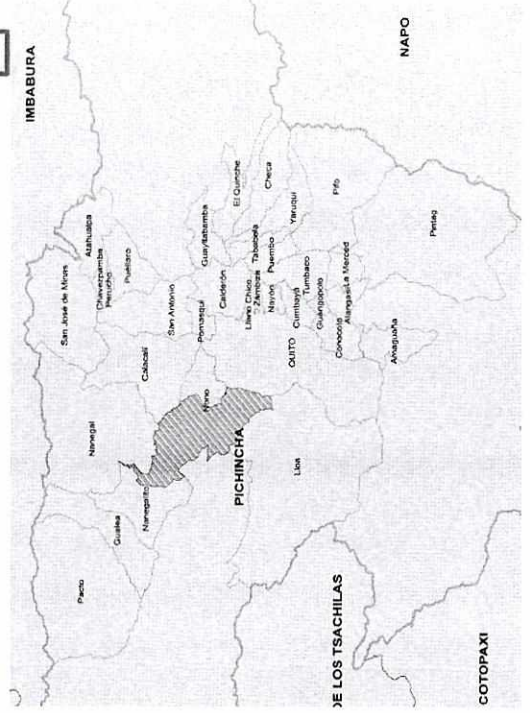 IMBABURA
San José de Minas
Atahualpa
Chavezpamba
Perucho
Puéllaro
Nanegal
Calacalí
San Antonio
Guayllabamba
El Quinche
Pacto
Gualea
Nanegalito
Nono
Pomasqui
Calderón
Llano Chico
Zámbiza
Nayón
Tababela
Checa
Puembo
Yaruquí
NAPO
PICHINCHA
QUITO
Cumbayá
Tumbaco
Guangopolo
Pifo
Lloa
Conocoto
Alangasí
La Merced
Pintag
Amaguaña
DE LOS TSACHILAS
COTOPAXI